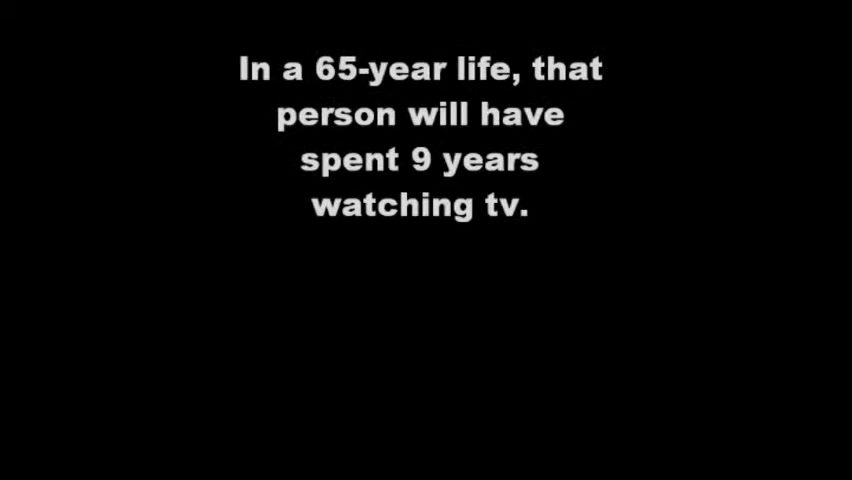 In a 65-year life, that
person will have
spent 9 years
watching tv.